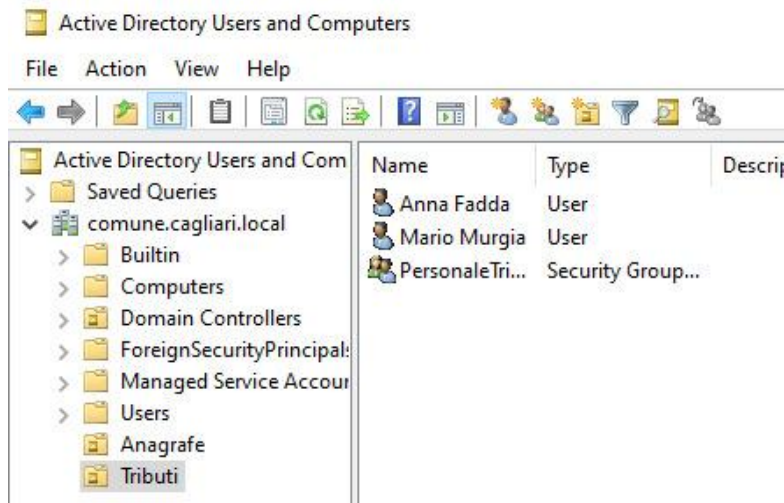 Active Directory Users and Computers
File Action View Help
Active Directory Users and Com
Saved Queries
comune.cagliari.local
Builtin
Computers
Domain Controllers
ForeignSecurityPrincipals
Managed Service Accour
Users
Anagrafe
Tributi
Name Type Descrip
Anna Fadda User
Mario Murgia User
PersonaleTri... Security Group...